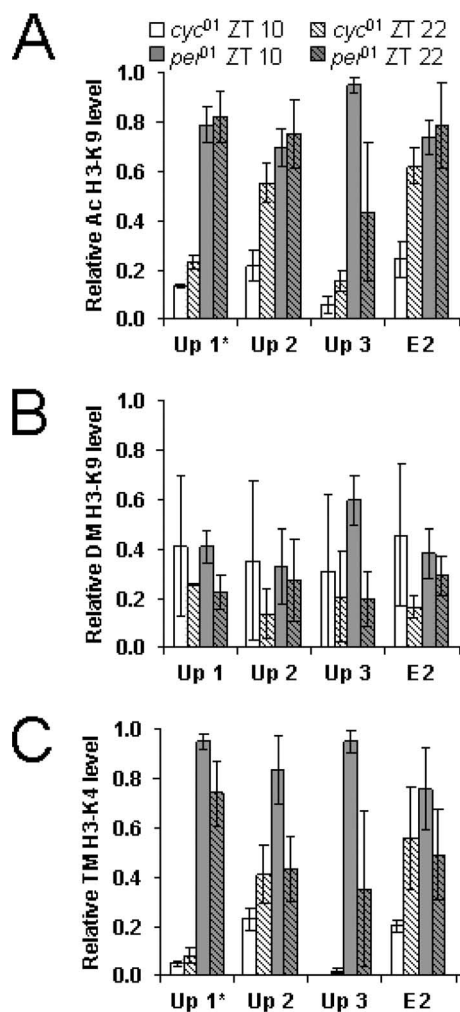 A
cyc⁰¹ ZT 10 cyc⁰¹ ZT 22
per⁰¹ ZT 10 per⁰¹ ZT 22
Relative Ac H3-K9 level
1.0
0.8
0.6
0.4
0.2
0.0
Up 1* Up 2 Up 3 E2
B
Relative DM H3-K9 level
1.0
0.8
0.6
0.4
0.2
0.0
Up 1 Up 2 Up 3 E2
C
Relative TM H3-K4 level
1.0
0.8
0.6
0.4
0.2
0.0
Up 1* Up 2 Up 3 E2